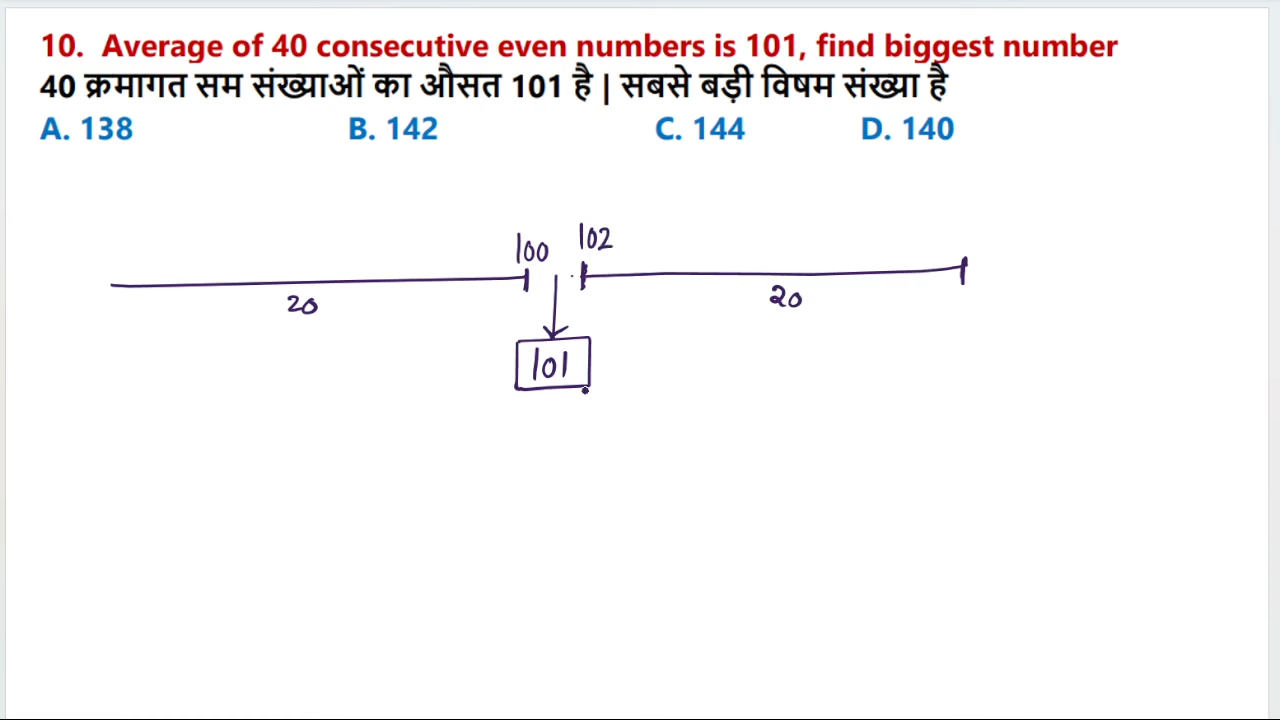 10. Average of 40 consecutive even numbers is 101, find biggest number
40 क्रमागत सम संख्याओं का औसत 101 है | सबसे बड़ी विषम संख्या है
A. 138 B. 142 C. 144 D. 140
100 102
20 20
101